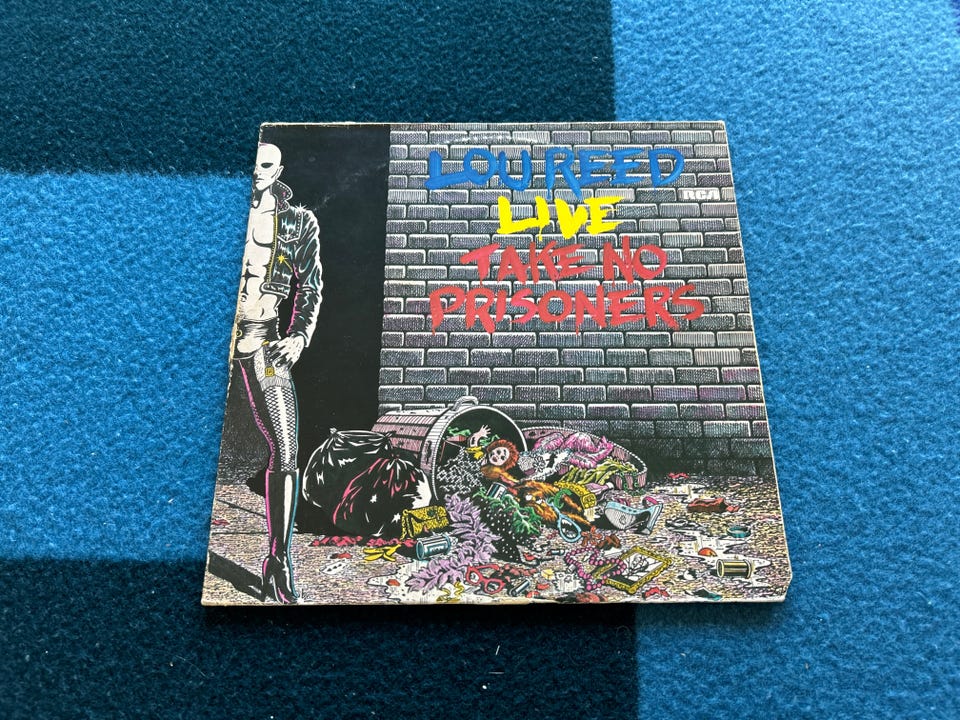 LOU REED
RCA
LIVE
TAKE NO
PRISONERS